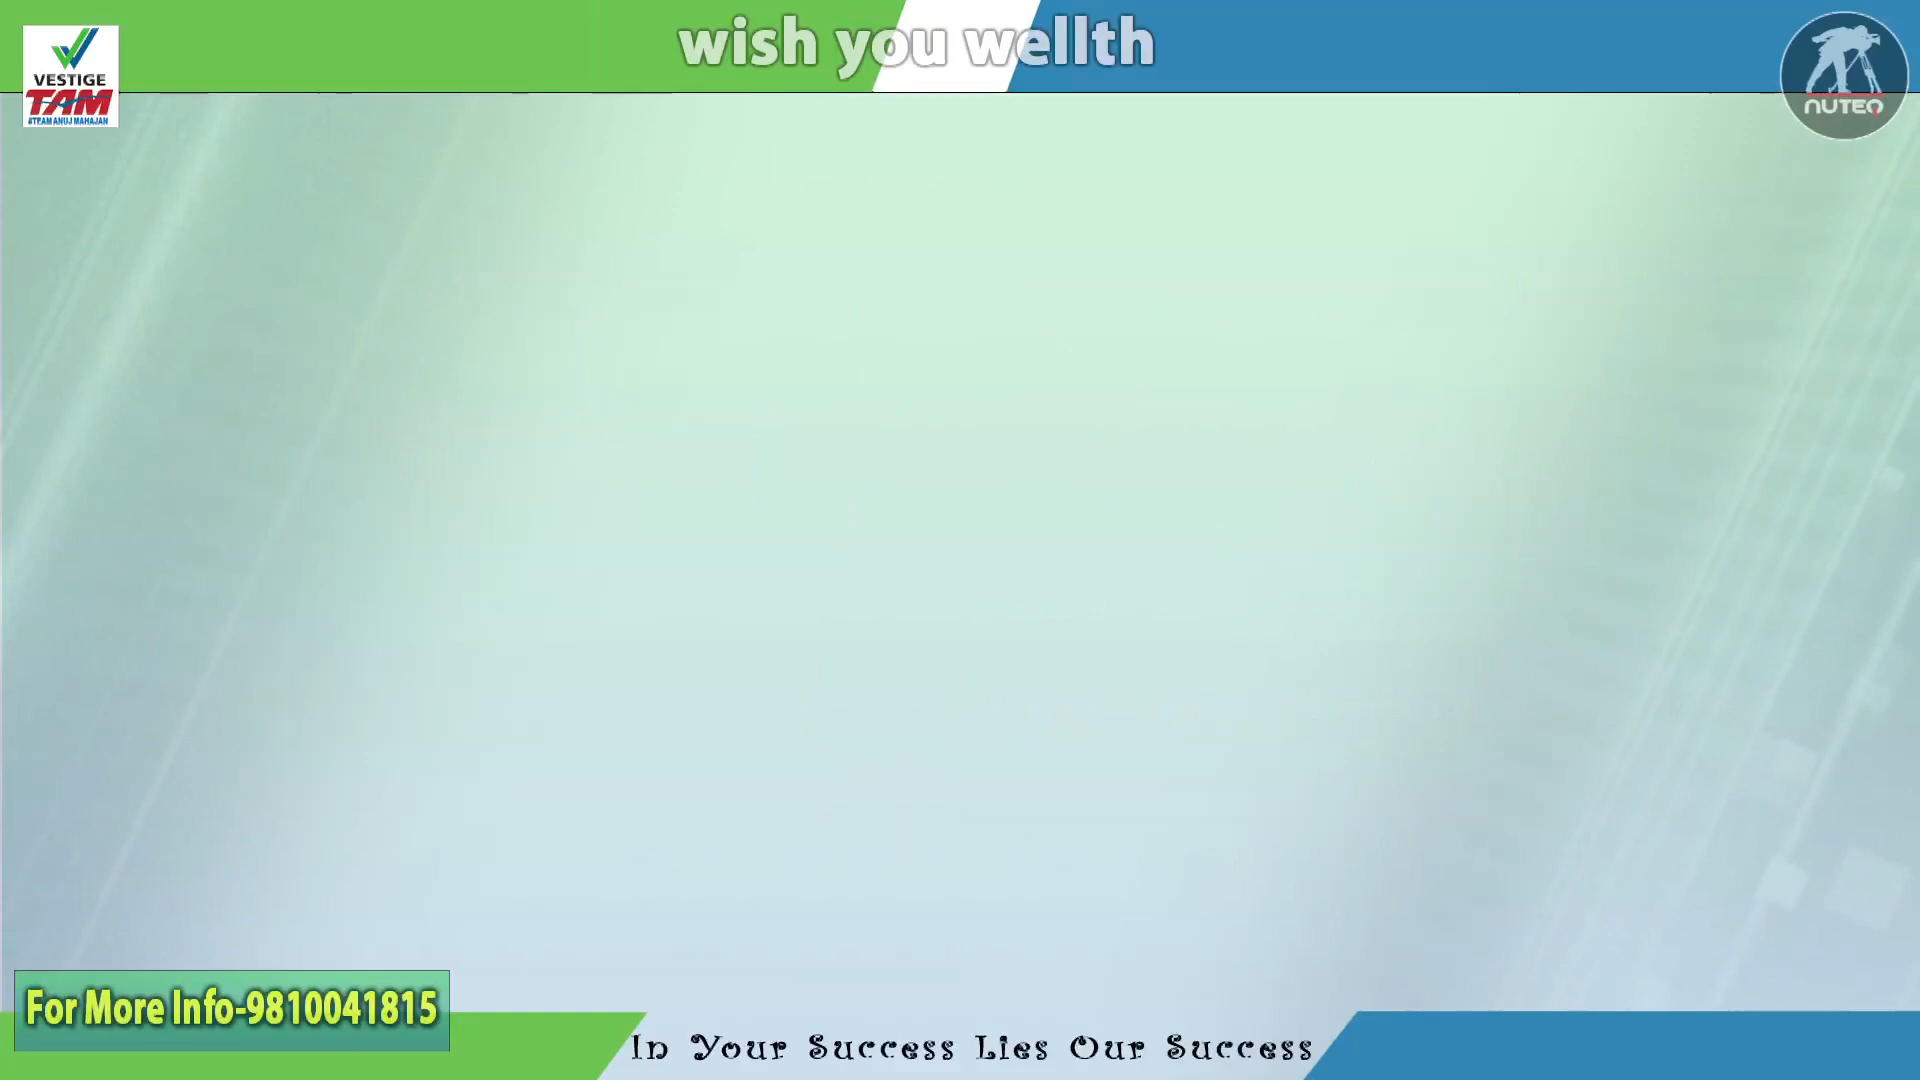 wish you wellth
VESTIGE
TAM
#TEAM ANUJ MAHAJAN
NUTEQ
For More Info-9810041815
In Your Success Lies Our Success